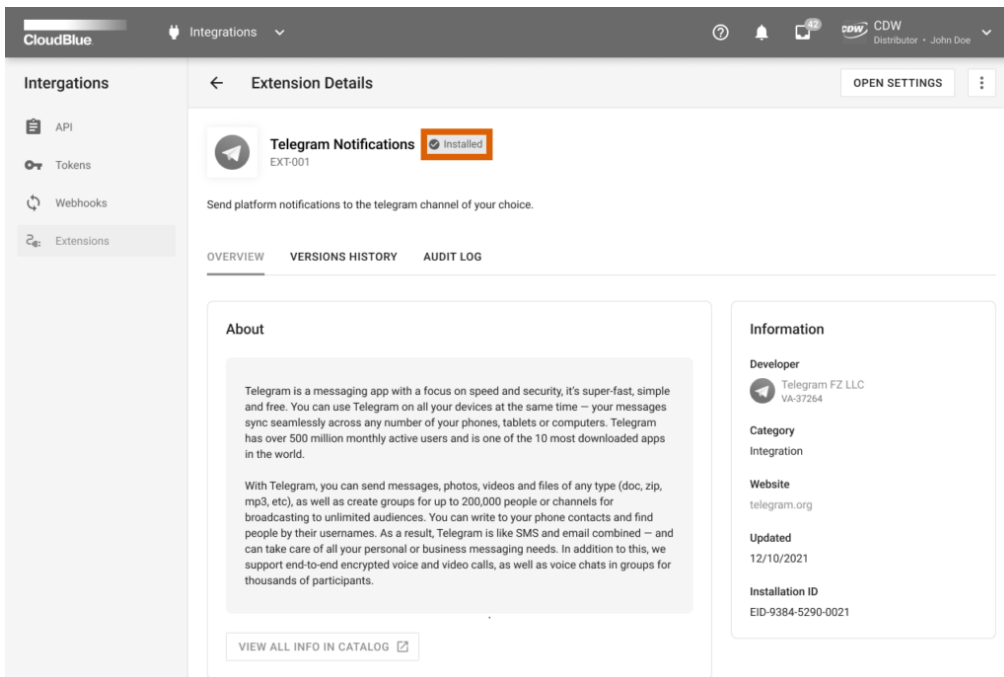 CloudBlue
Integrations
42
CDW
CDW
Distributor • John Doe
Intergations
API
Tokens
Webhooks
Extensions
Extension Details
OPEN SETTINGS
Telegram Notifications
Installed
EXT-001
Send platform notifications to the telegram channel of your choice.
OVERVIEW
VERSIONS HISTORY
AUDIT LOG
About
Telegram is a messaging app with a focus on speed and security, it's super-fast, simple
and free. You can use Telegram on all your devices at the same time — your messages
sync seamlessly across any number of your phones, tablets or computers. Telegram
has over 500 million monthly active users and is one of the 10 most downloaded apps
in the world.
With Telegram, you can send messages, photos, videos and files of any type (doc, zip,
mp3, etc), as well as create groups for up to 200,000 people or channels for
broadcasting to unlimited audiences. You can write to your phone contacts and find
people by their usernames. As a result, Telegram is like SMS and email combined — and
can take care of all your personal or business messaging needs. In addition to this, we
support end-to-end encrypted voice and video calls, as well as voice chats in groups for
thousands of participants.
VIEW ALL INFO IN CATALOG
Information
Developer
Telegram FZ LLC
VA-37264
Category
Integration
Website
telegram.org
Updated
12/10/2021
Installation ID
EID-9384-5290-0021